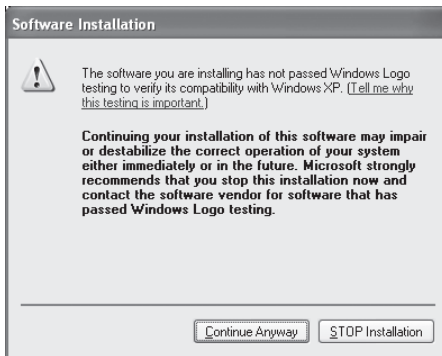 Software Installation
The software you are installing has not passed Windows Logo
testing to verify its compatibility with Windows XP. (Tell me why
this testing is important.)
Continuing your installation of this software may impair
or destabilize the correct operation of your system
either immediately or in the future. Microsoft strongly
recommends that you stop this installation now and
contact the software vendor for software that has
passed Windows Logo testing.
Continue Anyway STOP Installation